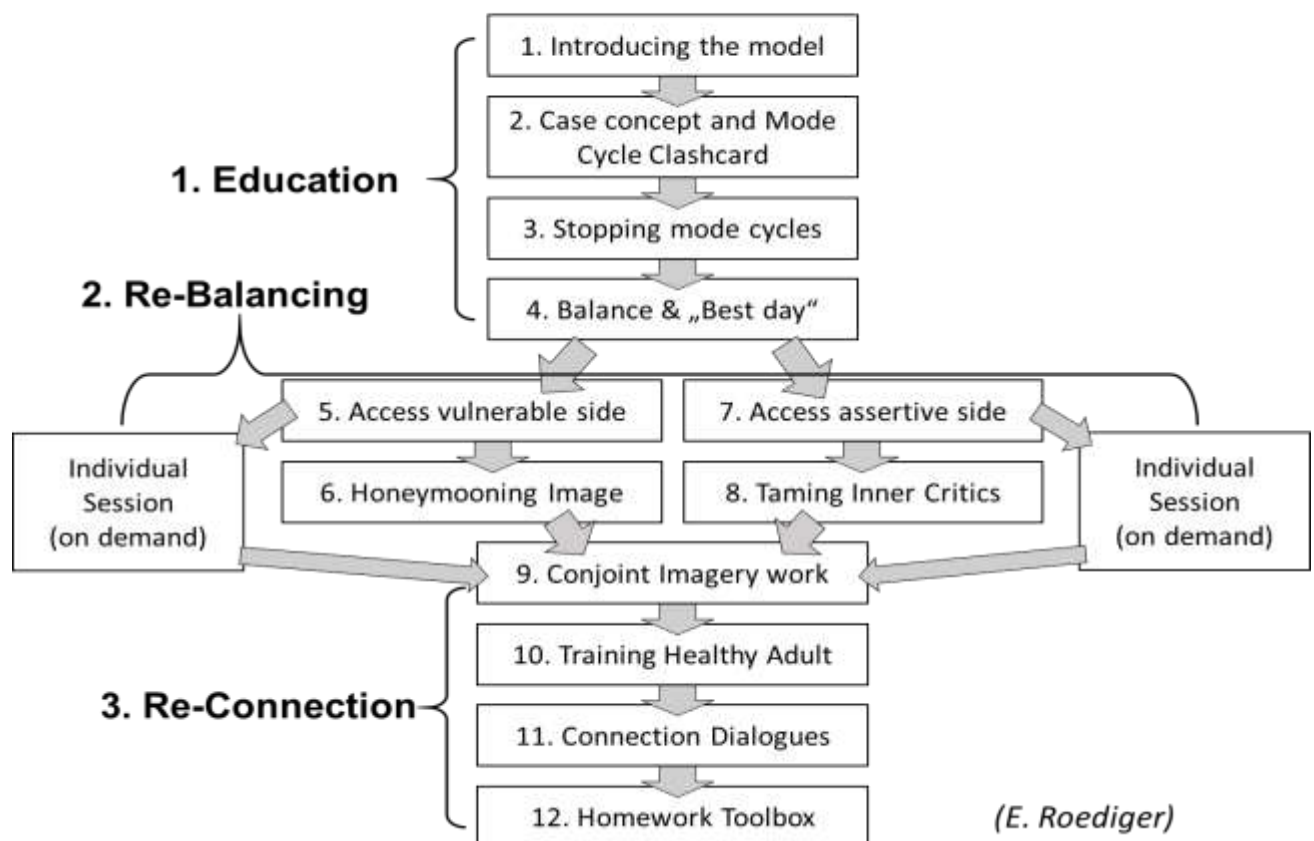 1. Introducing the model
2. Case concept and Mode
Cycle Clashcard
1. Education
3. Stopping mode cycles
2. Re-Balancing
4. Balance & „Best day“
5. Access vulnerable side
7. Access assertive side
Individual
Session
(on demand)
6. Honeymooning Image
8. Taming Inner Critics
Individual
Session
(on demand)
9. Conjoint Imagery work
10. Training Healthy Adult
3. Re-Connection
11. Connection Dialogues
12. Homework Toolbox
(E. Roediger)